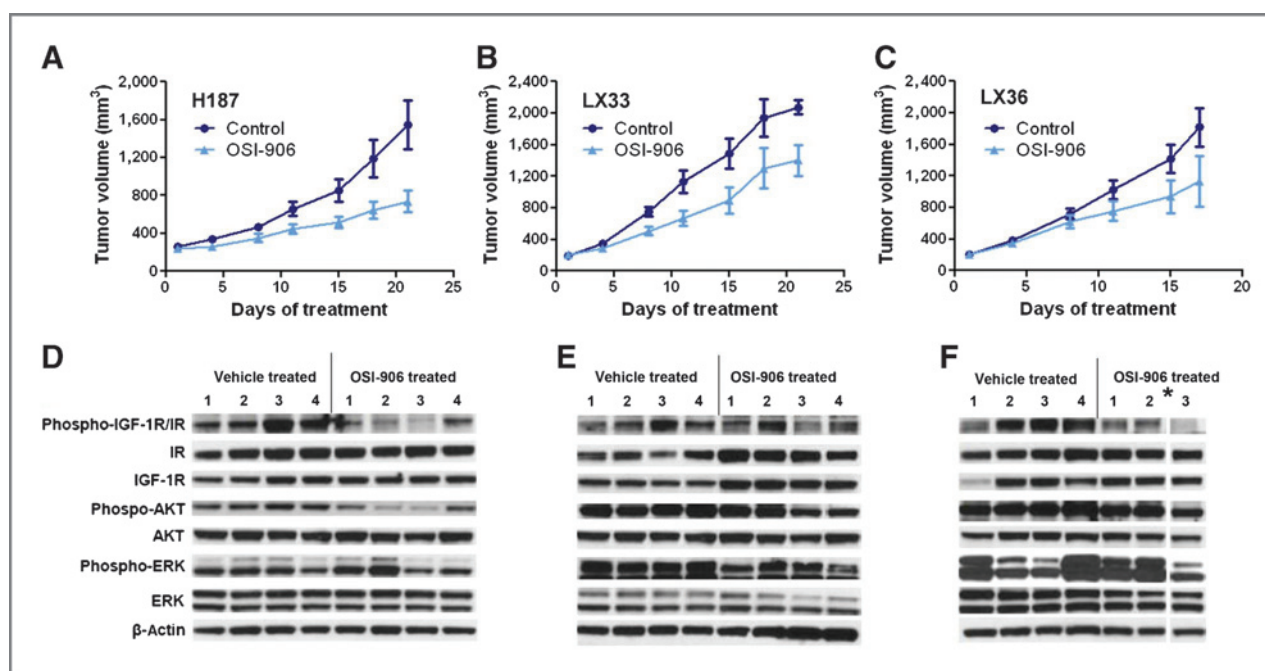 A
H187
Control
OSI-906
Tumor volume (mm³)
2,000
1,600
1,200
800
400
0
0 5 10 15 20 25
Days of treatment
B
LX33
Control
OSI-906
Tumor volume (mm³)
2,400
2,000
1,600
1,200
800
400
0
0 5 10 15 20 25
Days of treatment
C
LX36
Control
OSI-906
Tumor volume (mm³)
2,400
2,000
1,600
1,200
800
400
0
0 5 10 15 20
Days of treatment
D
Vehicle treated OSI-906 treated
1 2 3 4 1 2 3 4
Phospho-IGF-1R/IR
IR
IGF-1R
Phospo-AKT
AKT
Phospho-ERK
ERK
β-Actin
E
Vehicle treated OSI-906 treated
1 2 3 4 1 2 3 4
F
Vehicle treated OSI-906 treated
1 2 3 4 1 2 * 3